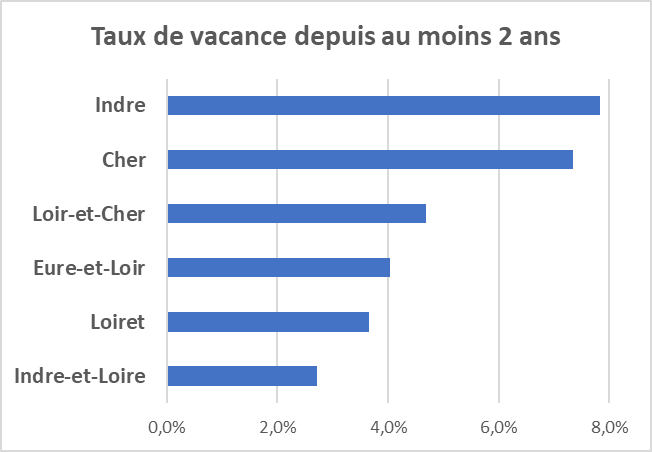 Taux de vacance depuis au moins 2 ans
Indre
Cher
Loir-et-Cher
Eure-et-Loir
Loiret
Indre-et-Loire
0,0% 2,0% 4,0% 6,0% 8,0%